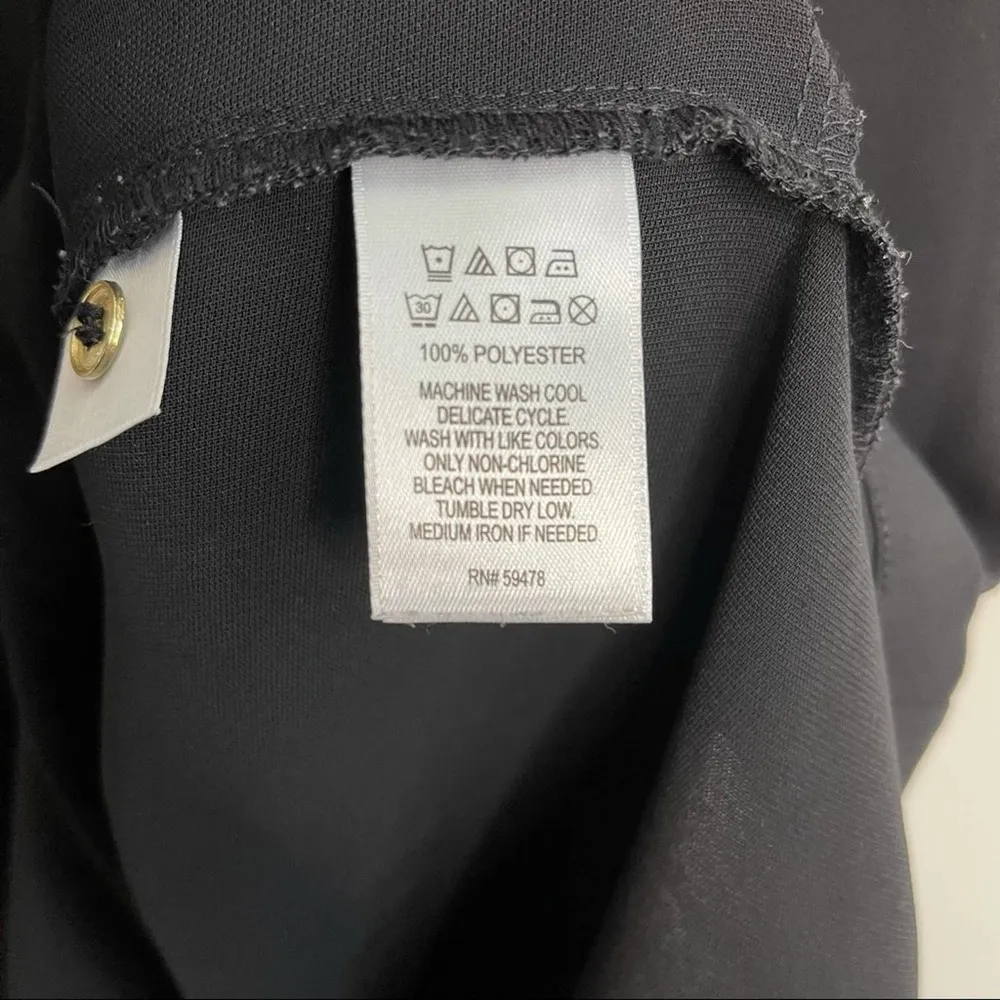 30
100% POLYESTER
MACHINE WASH COOL
DELICATE CYCLE.
WASH WITH LIKE COLORS
ONLY NON-CHLORINE
BLEACH WHEN NEEDED
TUMBLE DRY LOW.
MEDIUM IRON IF NEEDED
RN# 59478